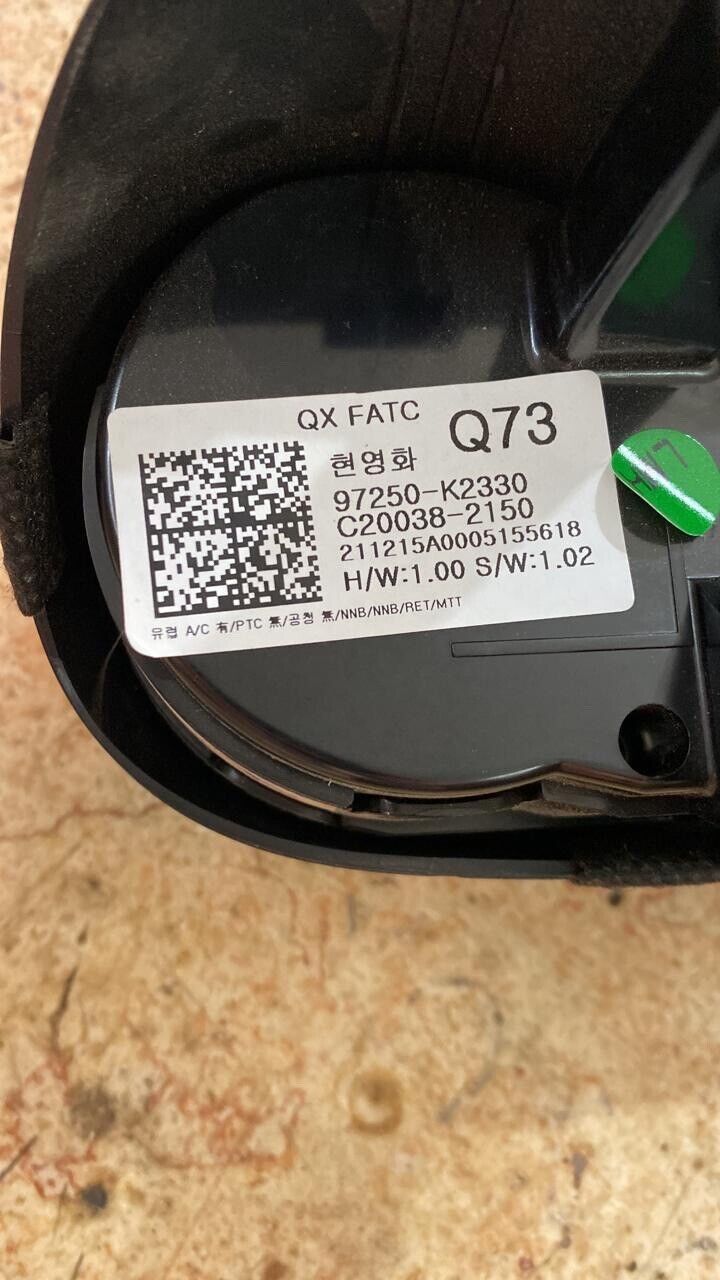 QX FATC Q73
현영화
97250-K2330
C20038-2150
211215A0005155618
H/W:1.00 S/W:1.02
유럽 A/C 有/PTC 無/공청 無/NNB/NNB/RET/MTT